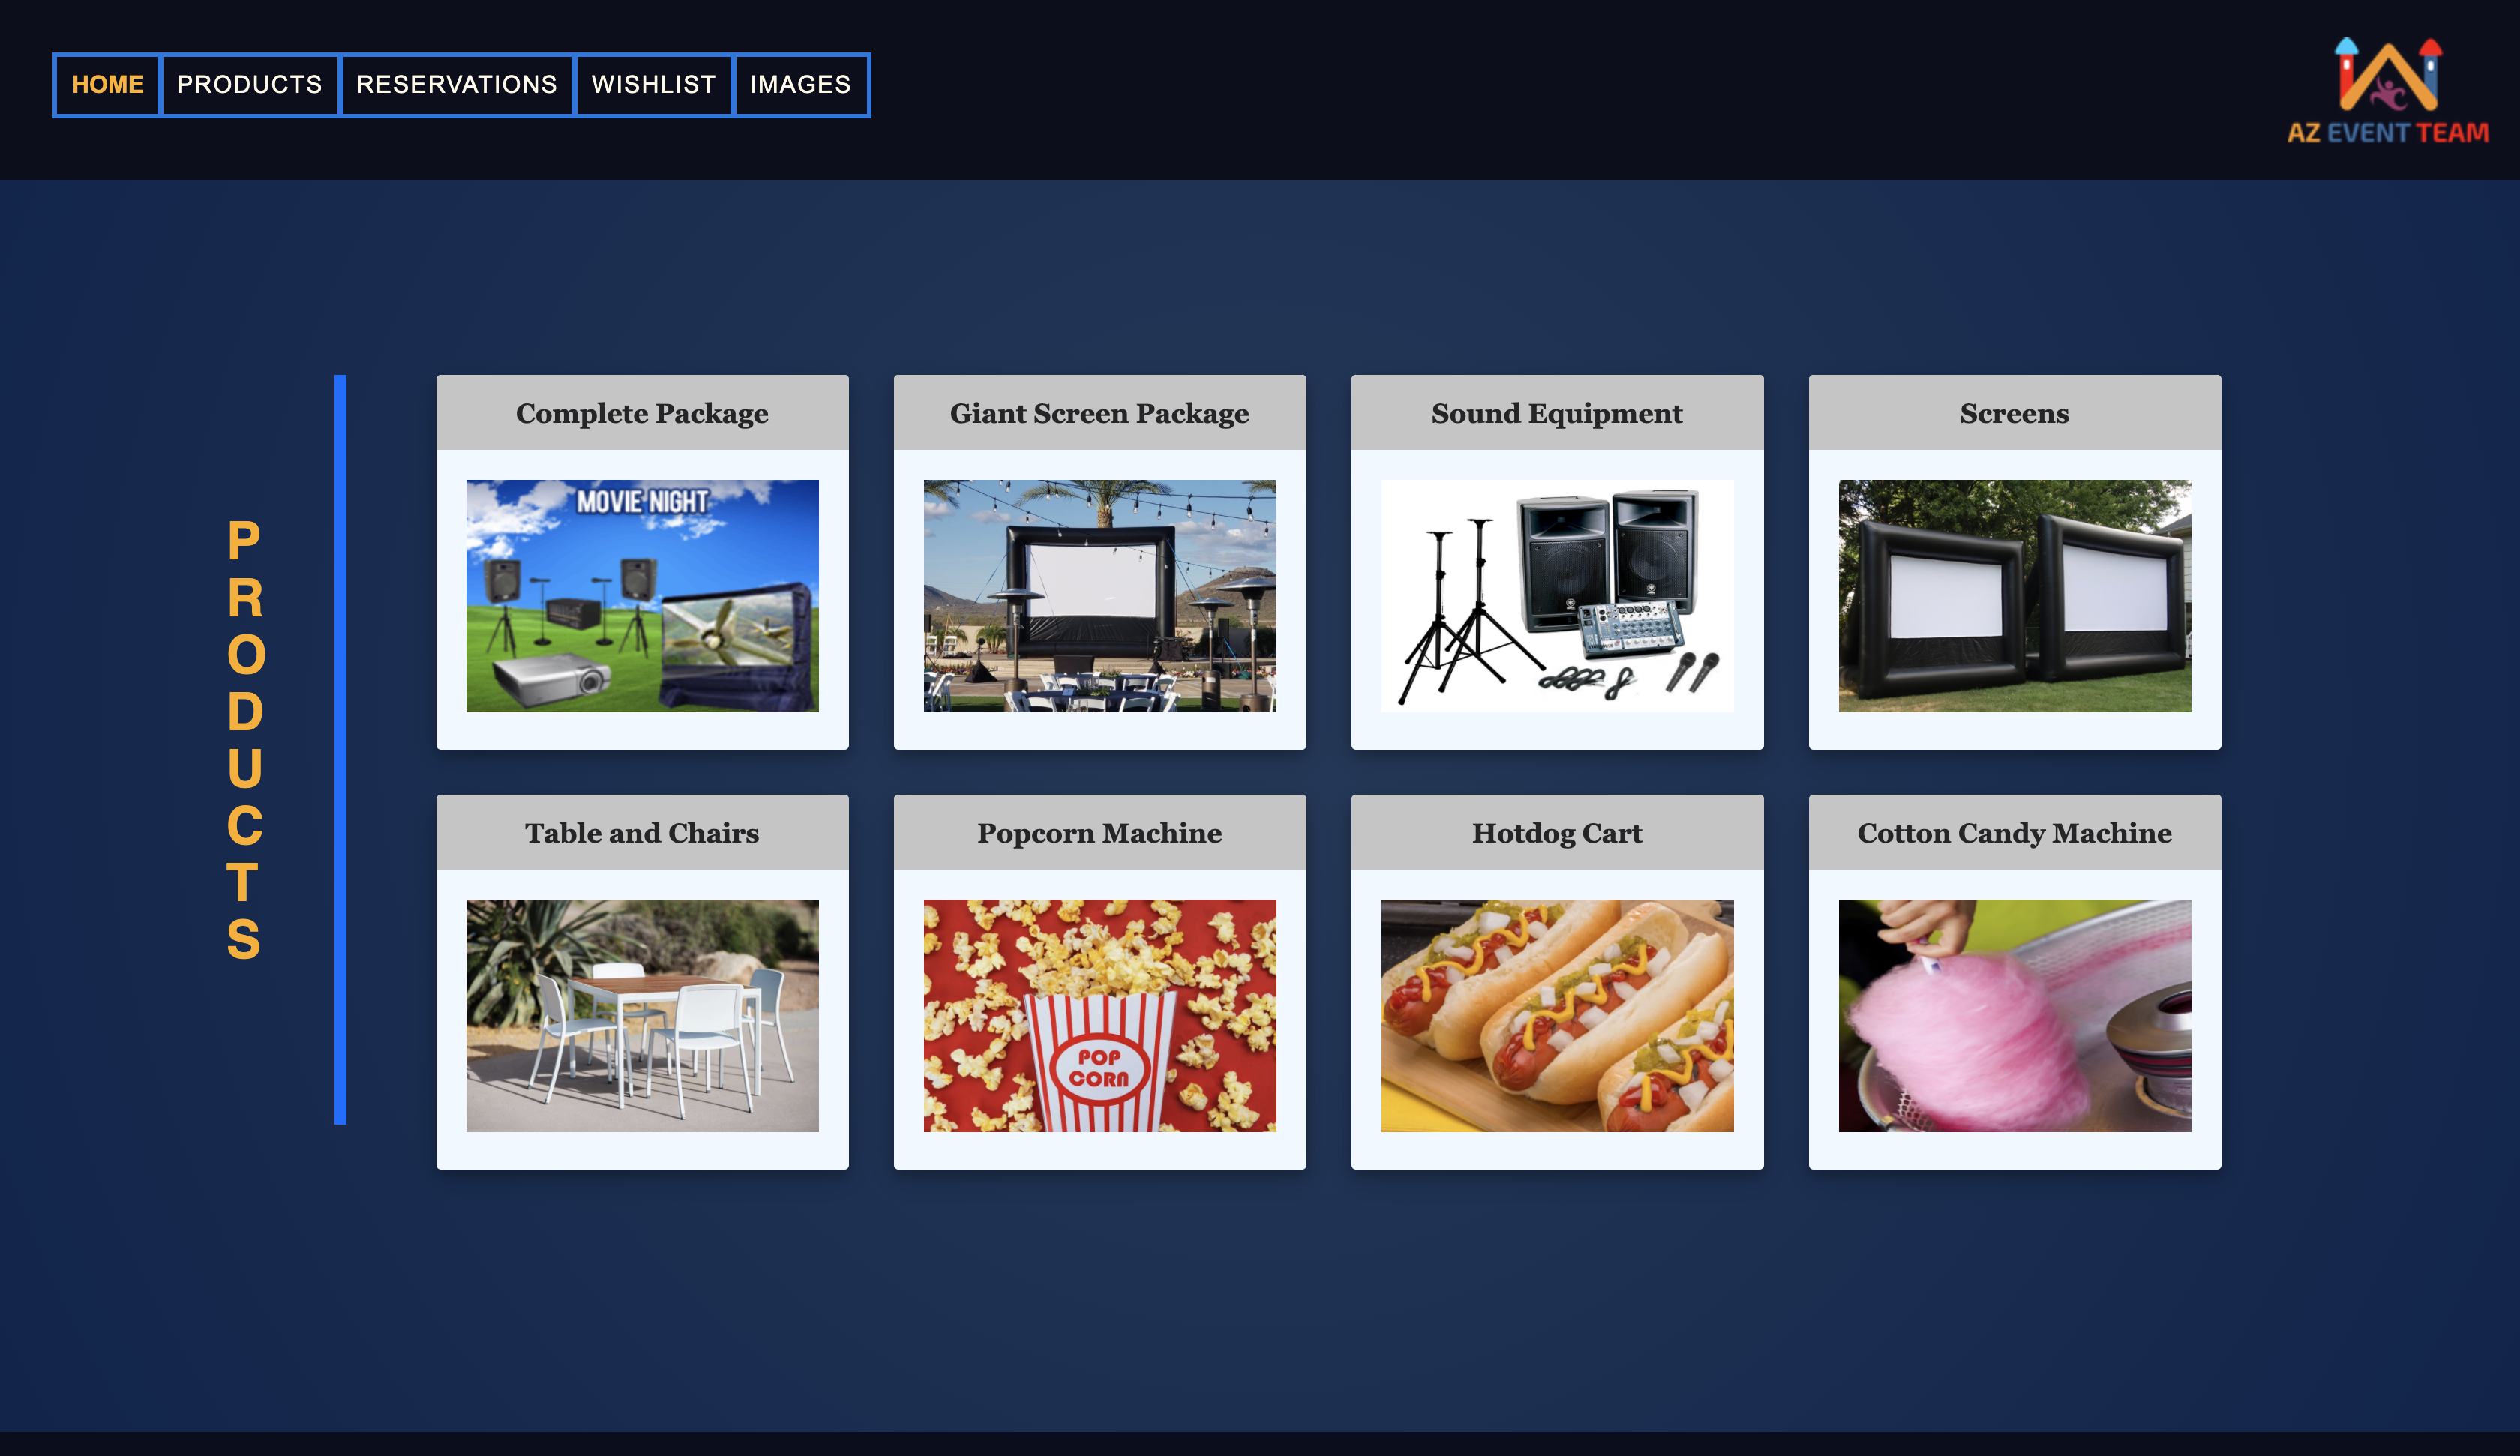 HOME PRODUCTS RESERVATIONS WISHLIST IMAGES
AZ EVENT TEAM
PRODUCTS
Complete Package
MOVIE NIGHT
Giant Screen Package
Sound Equipment
Screens
Table and Chairs
Popcorn Machine
POP
CORN
Hotdog Cart
Cotton Candy Machine